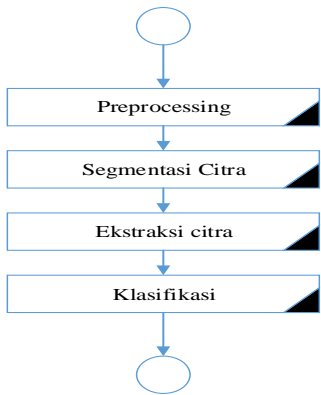 Preprocessing
Segmentasi Citra
Ekstraksi citra
Klasifikasi